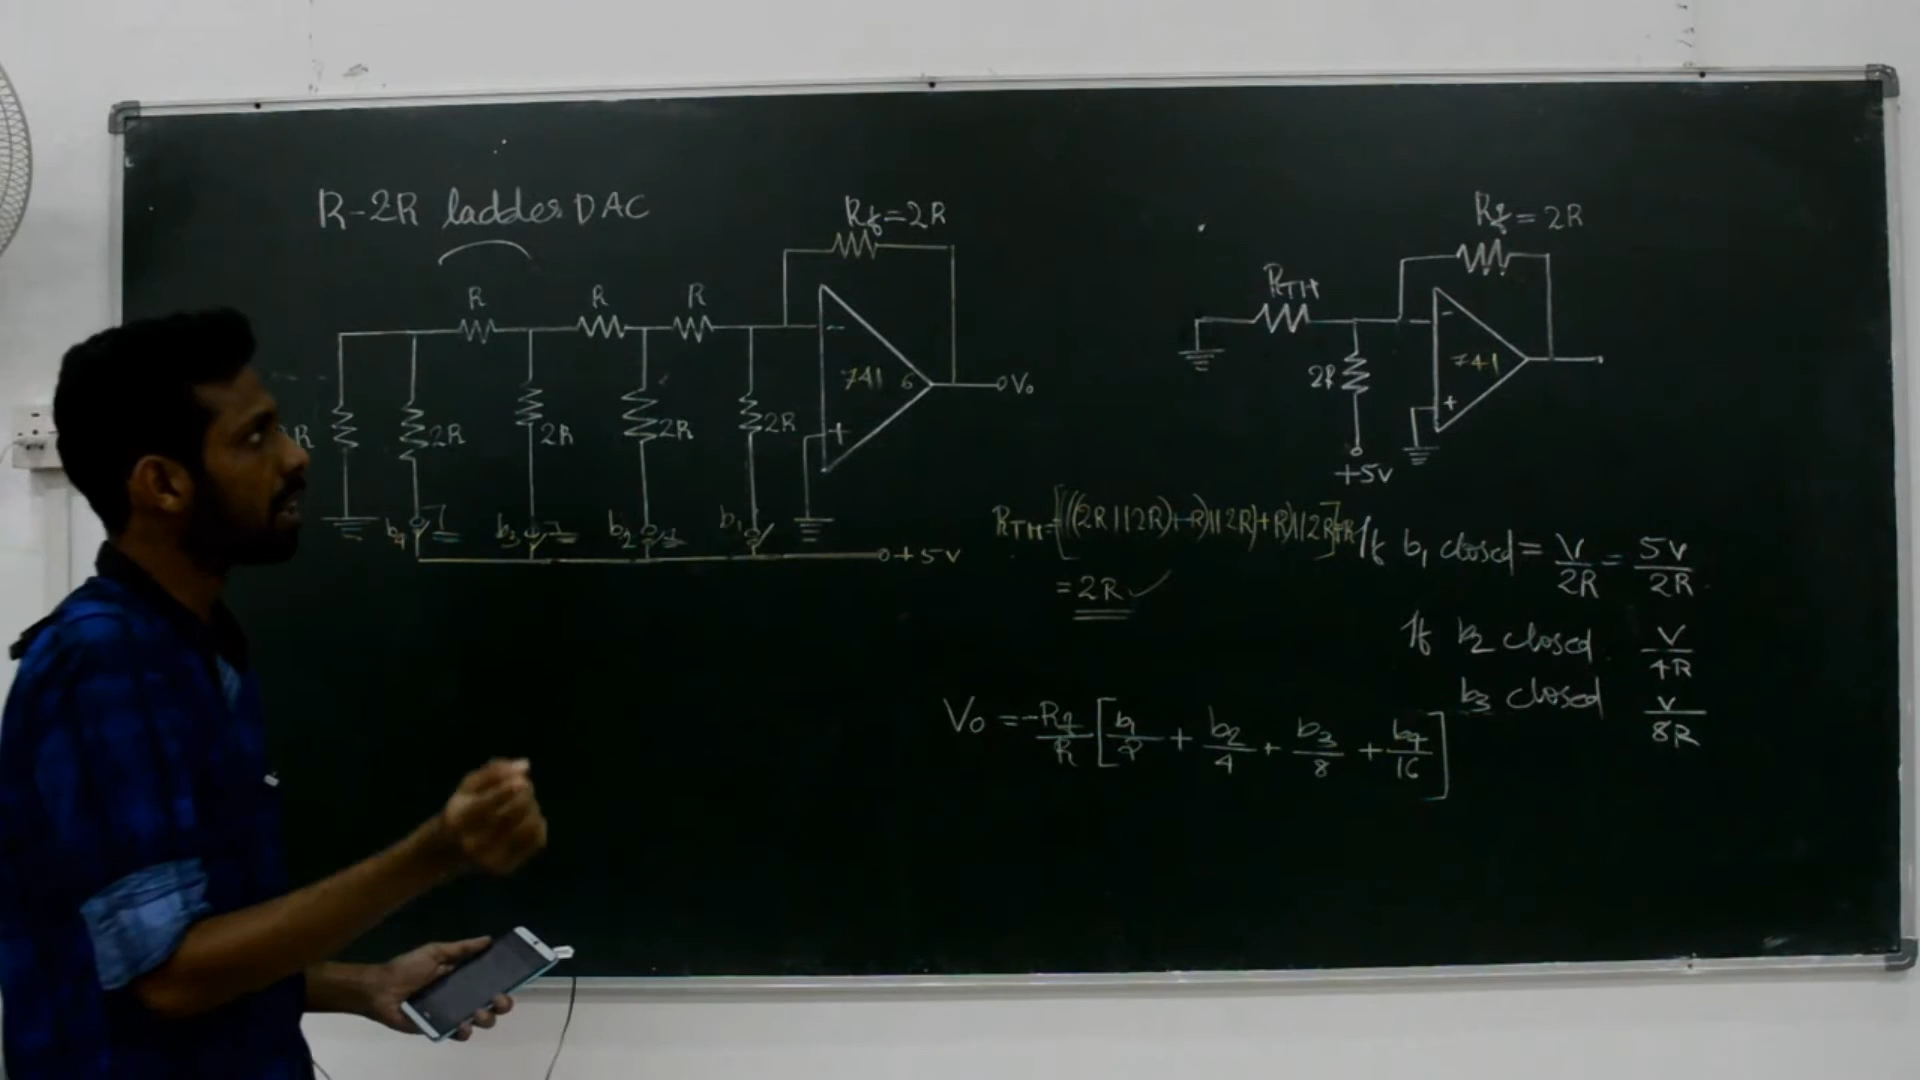 R-2R ladder DAC
Rf=2R
R
R
R
R
2R
2R
2R
2R
b4
b3
b2
b1
-
+
741
6
Vo
+5V
Rf=2R
RTH
2R
-
+
741
+5V
RTH=[(((2R||2R)+R)||2R)+R)||2R]+R
=2R ✓
If b1 closed = V/2R = 5V/2R
If b2 closed V/4R
b3 closed V/8R
Vo = -Rf/R [b1/2 + b2/4 + b3/8 + b4/16]